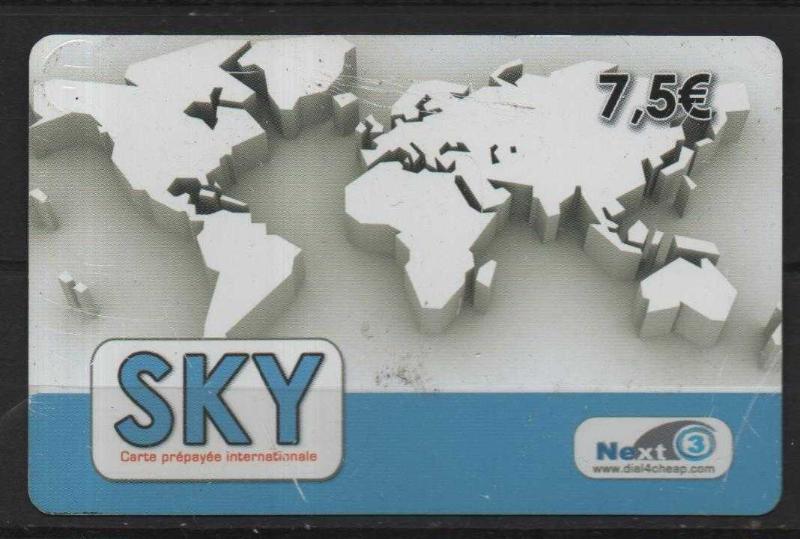 7,5€
SKY
Carte prépayée internationale
Next 3
www.dial4cheap.com